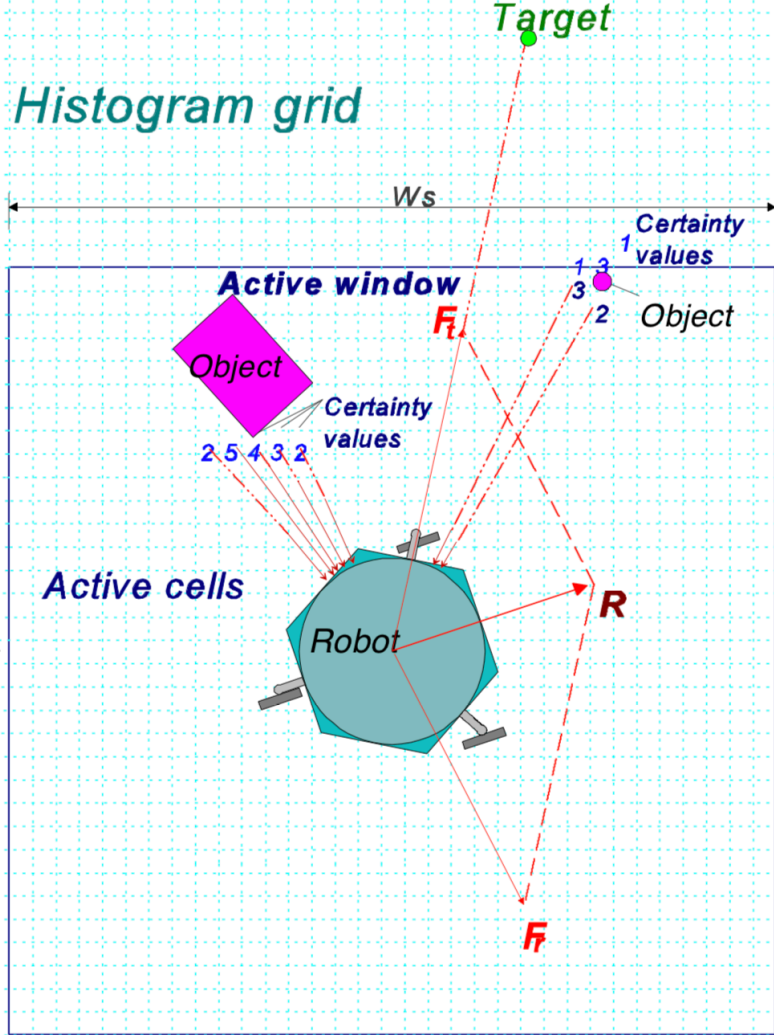 Target
Histogram grid
Ws
Certainty
values
1
1 3
3
2
Object
Active window
Ft
Object
Certainty
values
2 5 4 3 2
Active cells
R
Robot
Fr